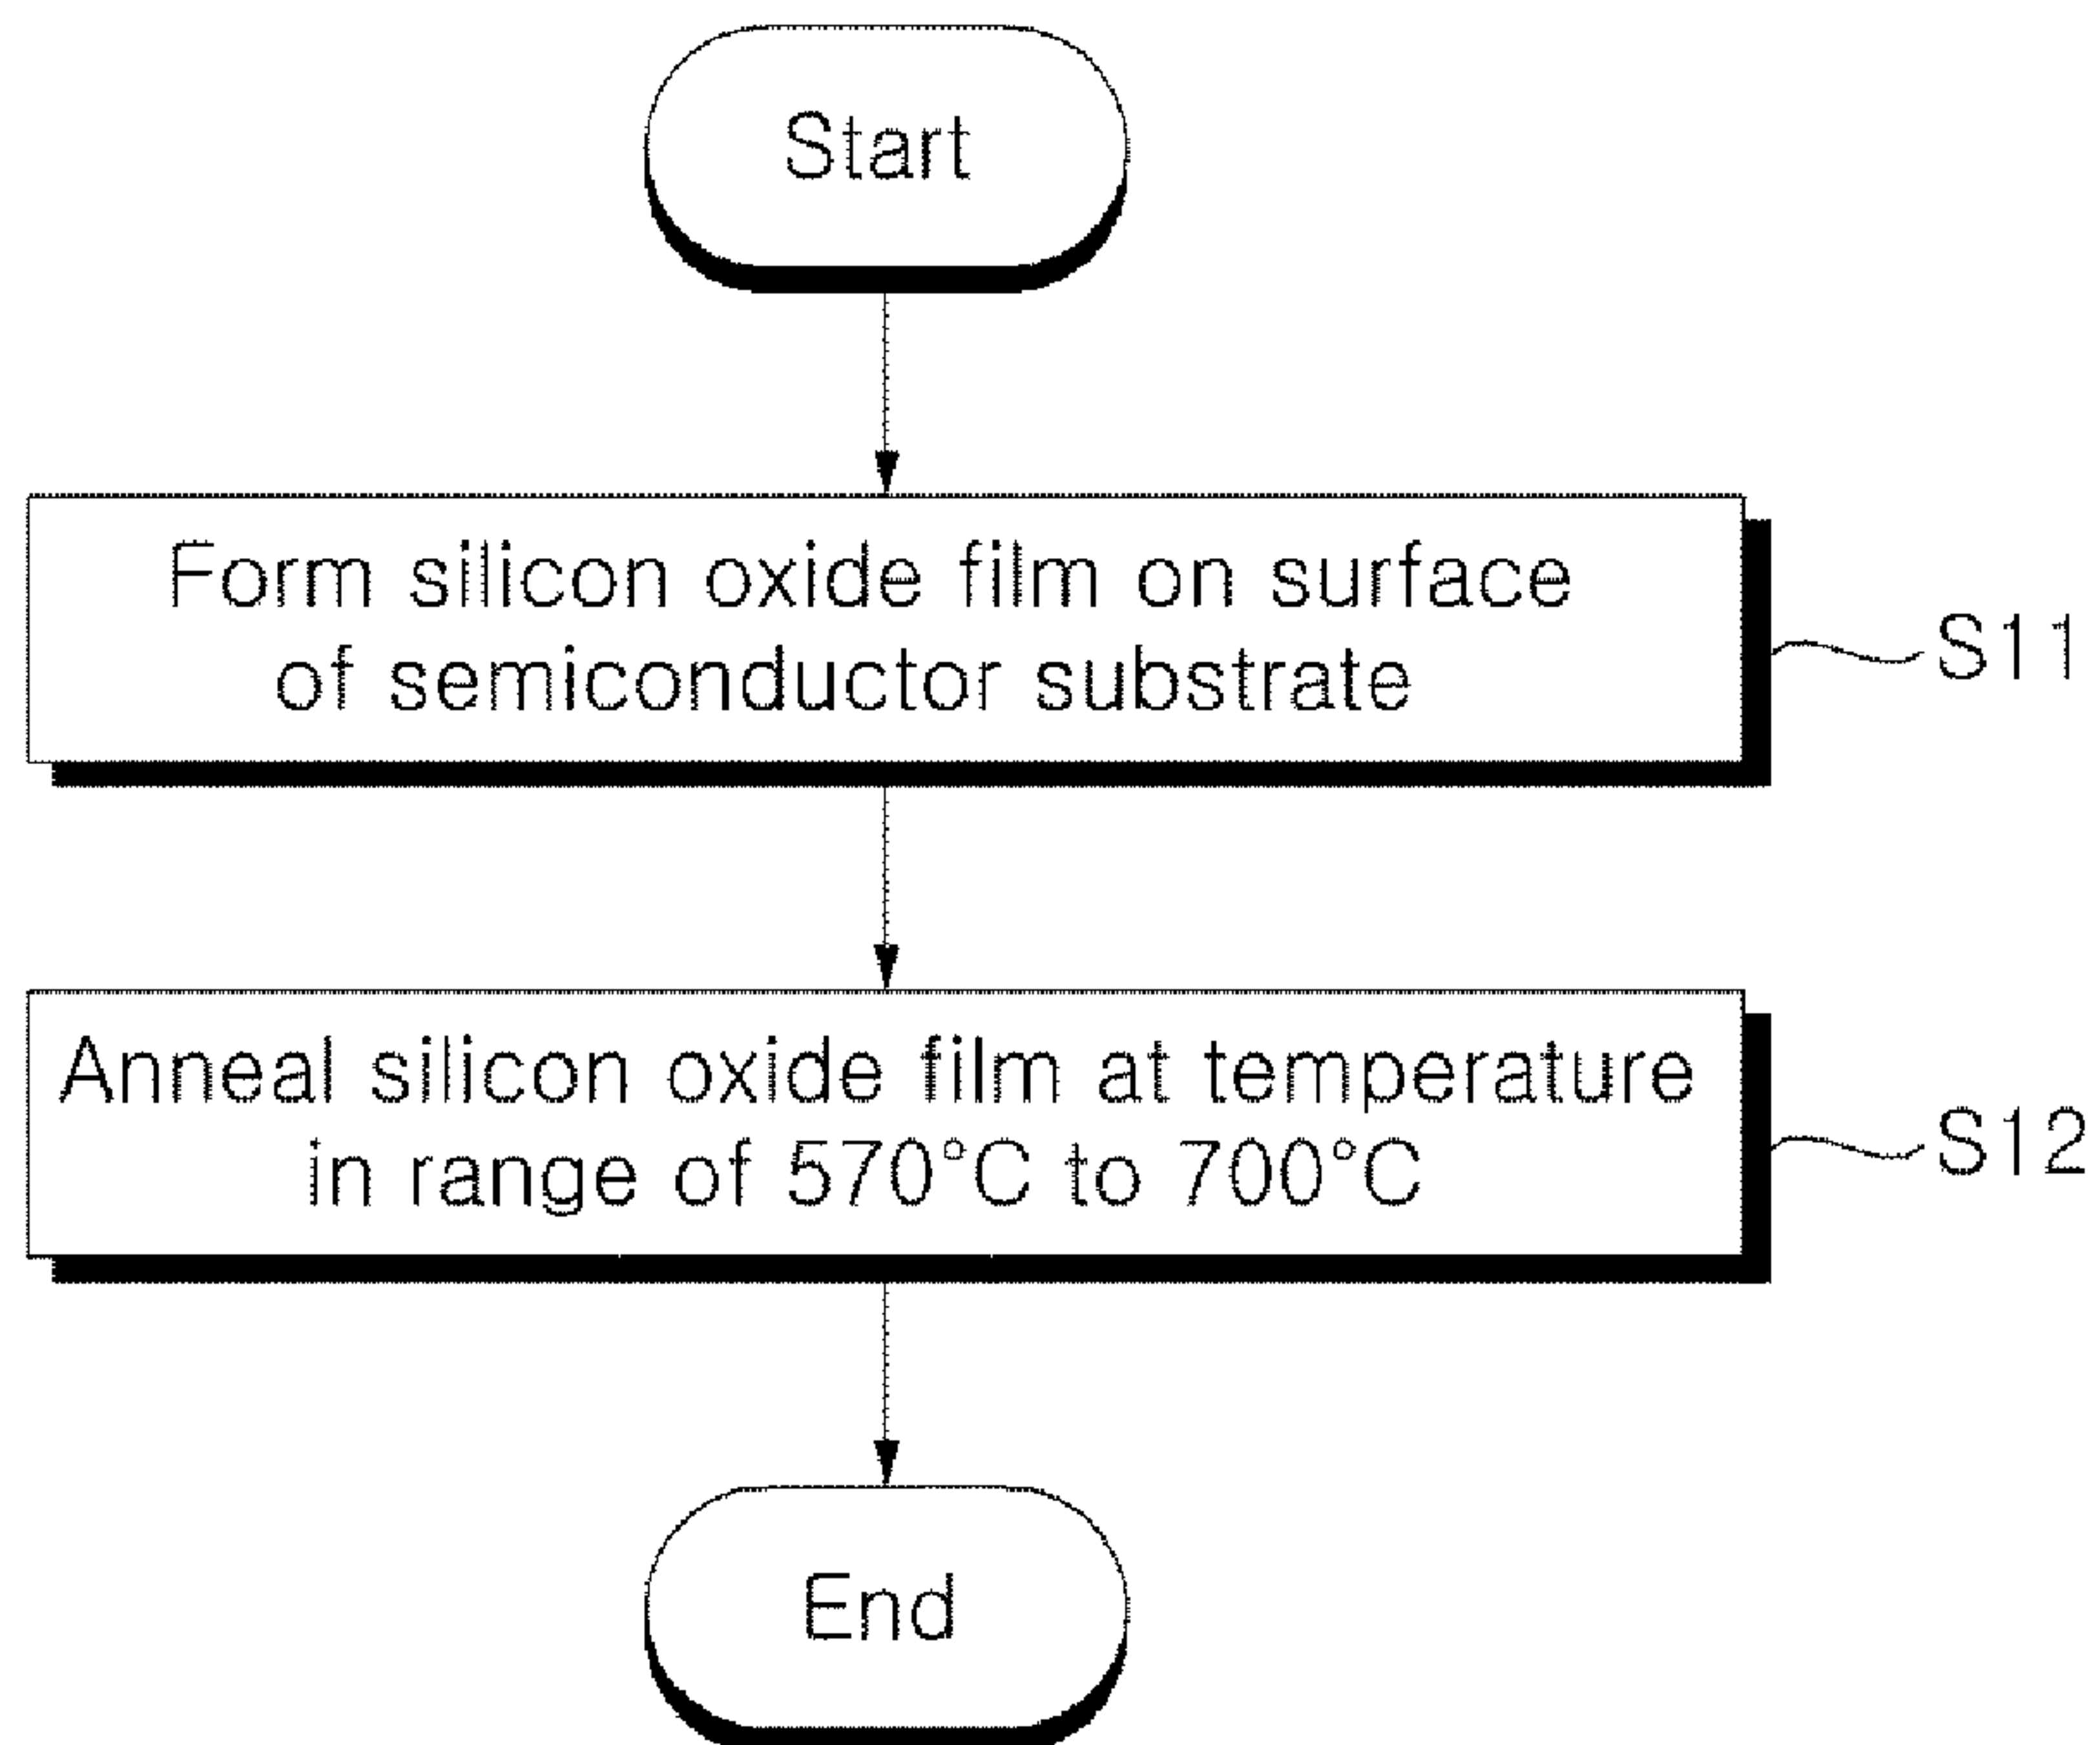 Start
Form silicon oxide film on surface
of semiconductor substrate
S11
Anneal silicon oxide film at temperature
in range of 570°C to 700°C
S12
End